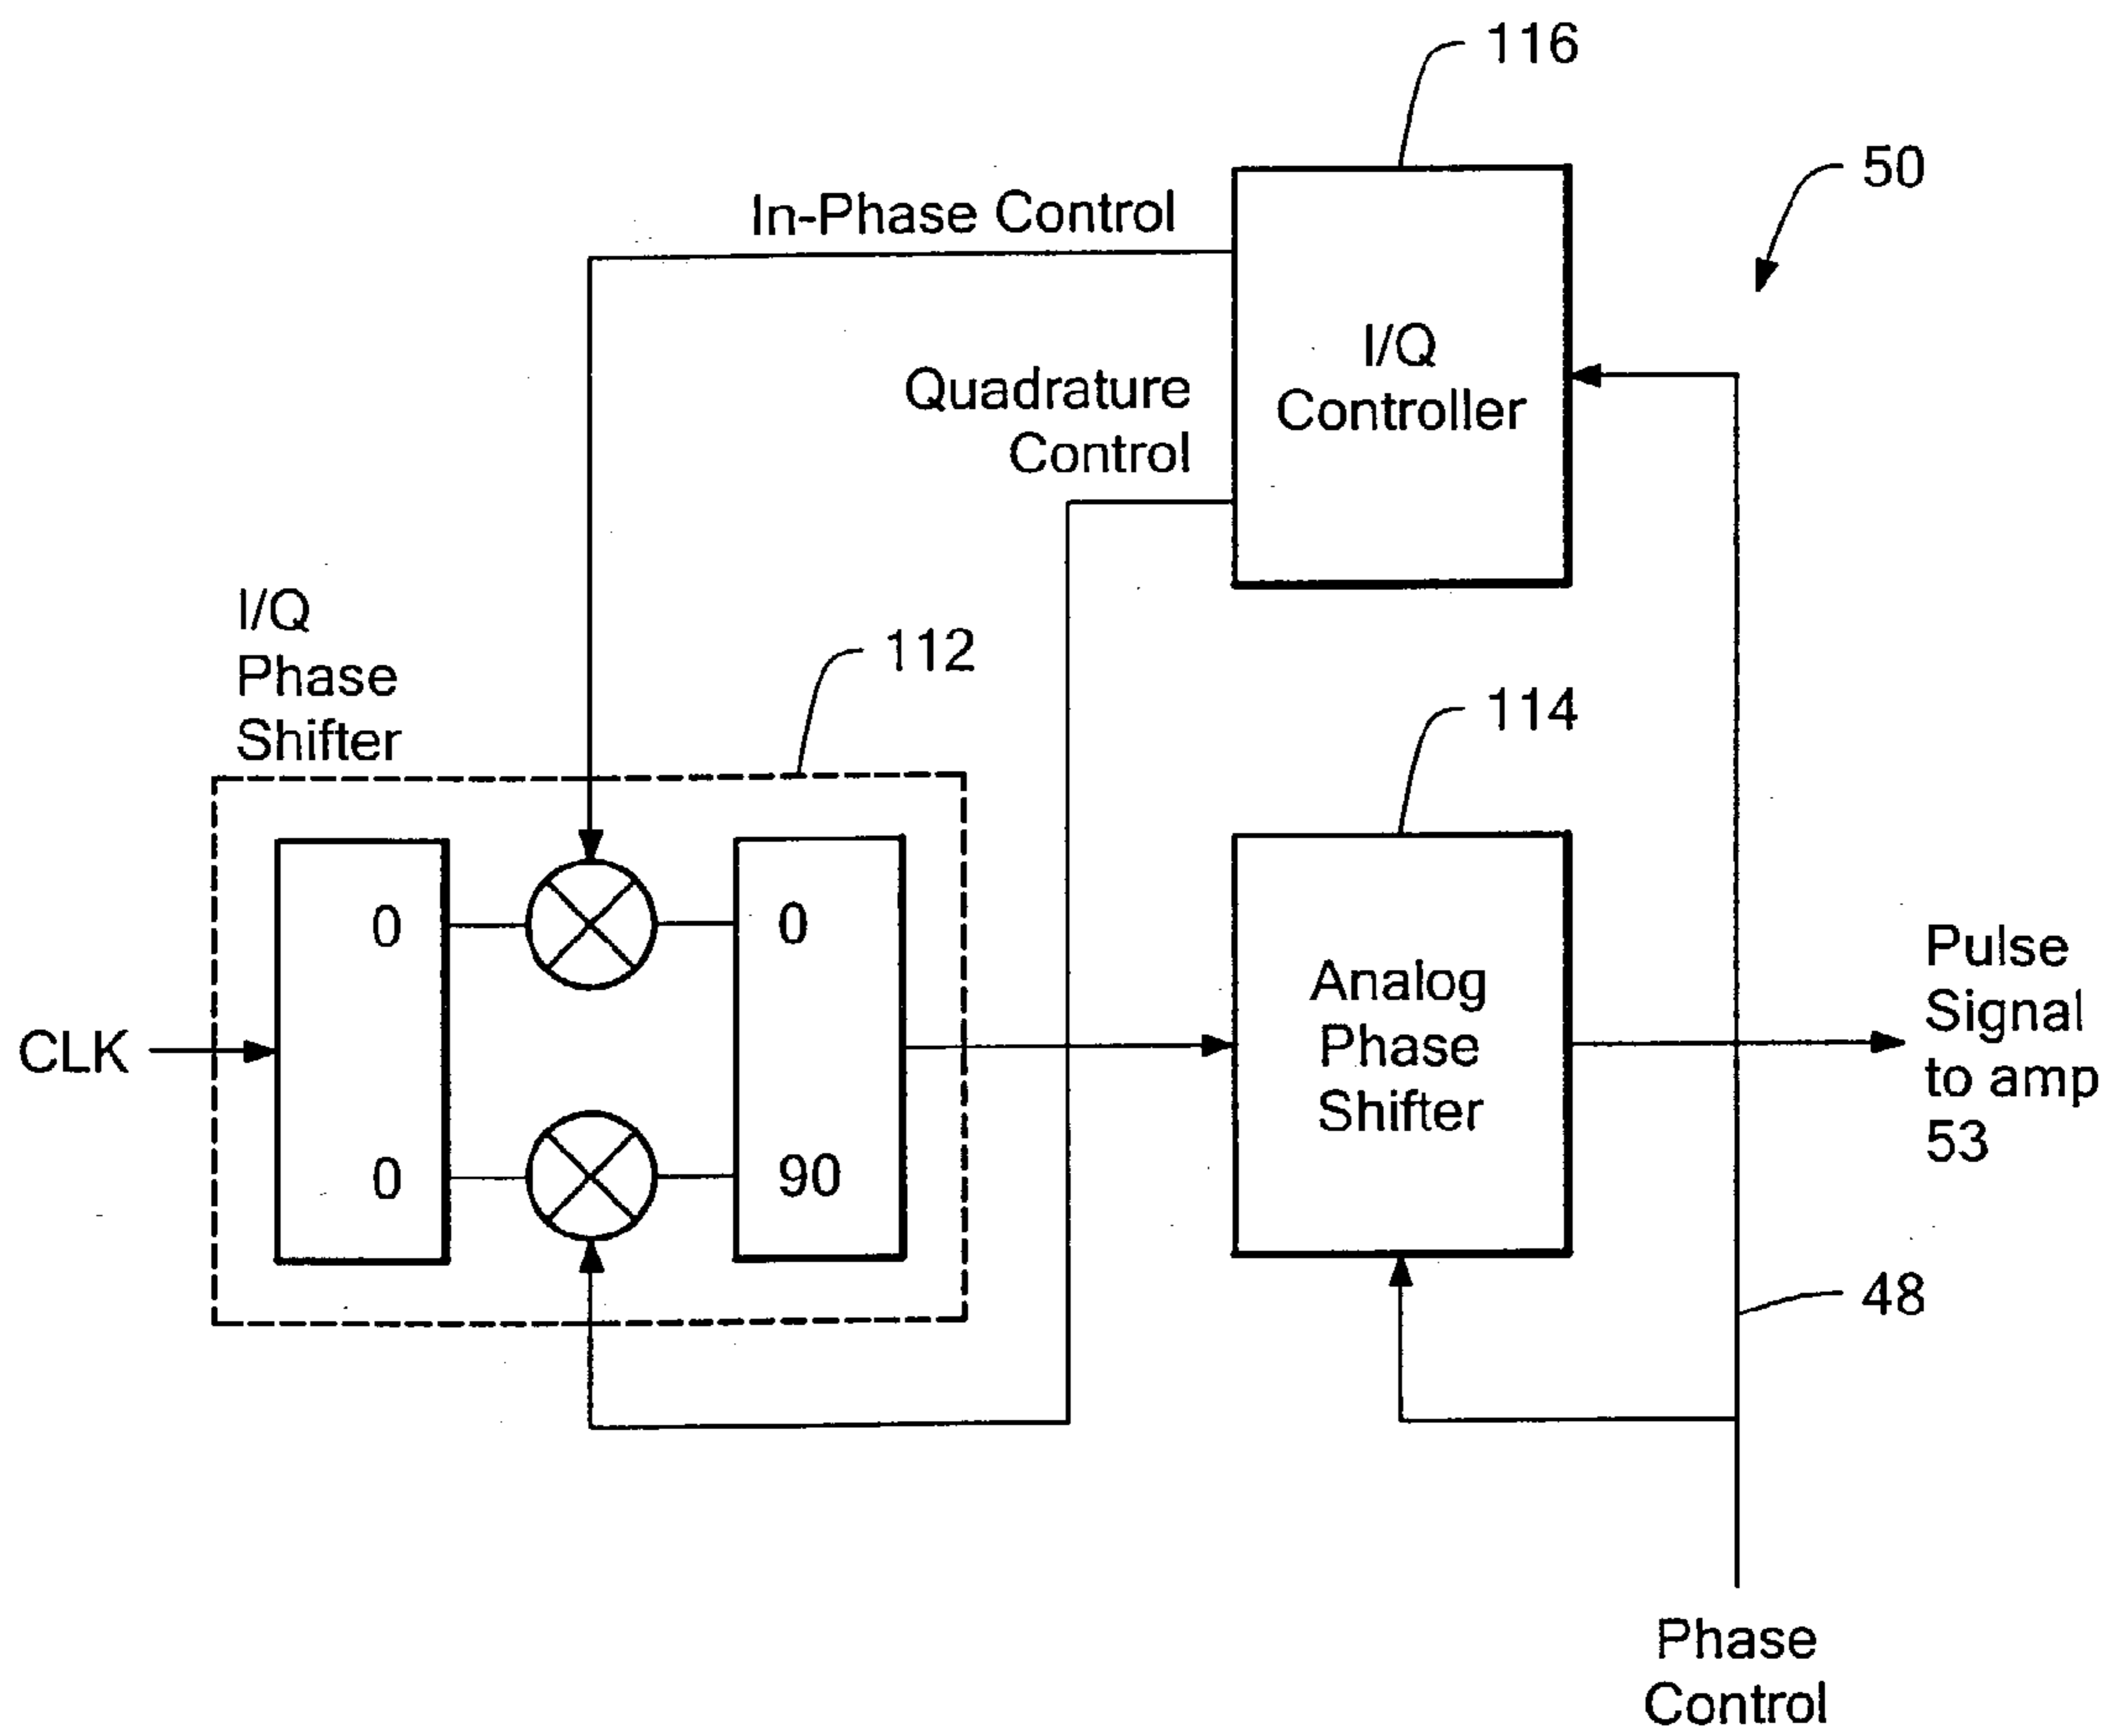 116
50
In-Phase Control
I/Q
Controller
Quadrature
Control
I/Q
Phase
Shifter
112
114
0
0
0
90
CLK
Analog
Phase
Shifter
Pulse
Signal
to amp
53
48
Phase
Control